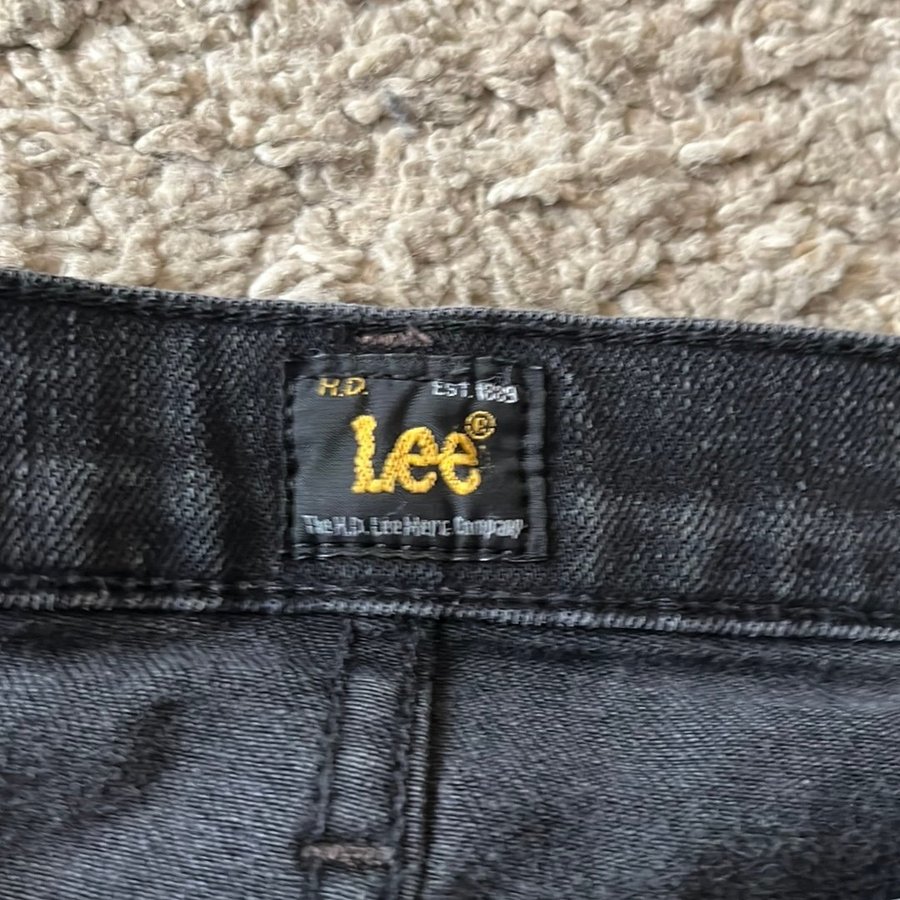 H.D. EST. 1889
Lee®
The H.D. Lee Merc. Company